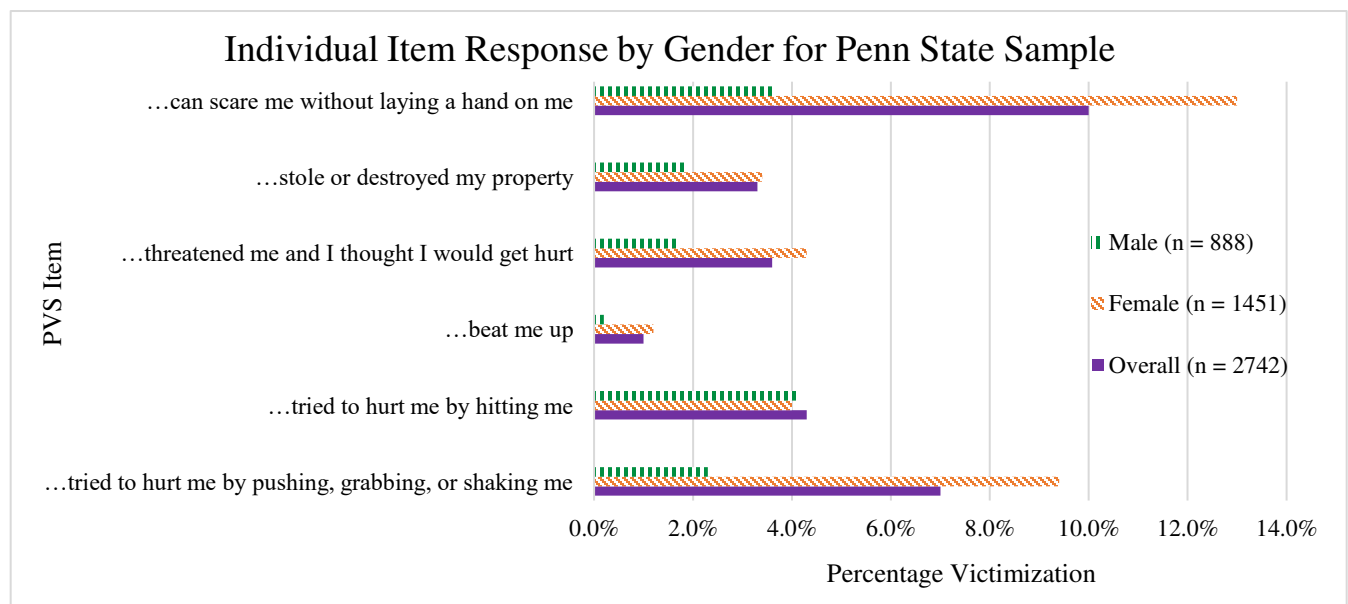 Individual Item Response by Gender for Penn State Sample
…can scare me without laying a hand on me
…stole or destroyed my property
…threatened me and I thought I would get hurt
…beat me up
…tried to hurt me by hitting me
…tried to hurt me by pushing, grabbing, or shaking me
PVS Item
Male (n = 888)
Female (n = 1451)
Overall (n = 2742)
0.0% 2.0% 4.0% 6.0% 8.0% 10.0% 12.0% 14.0%
Percentage Victimization